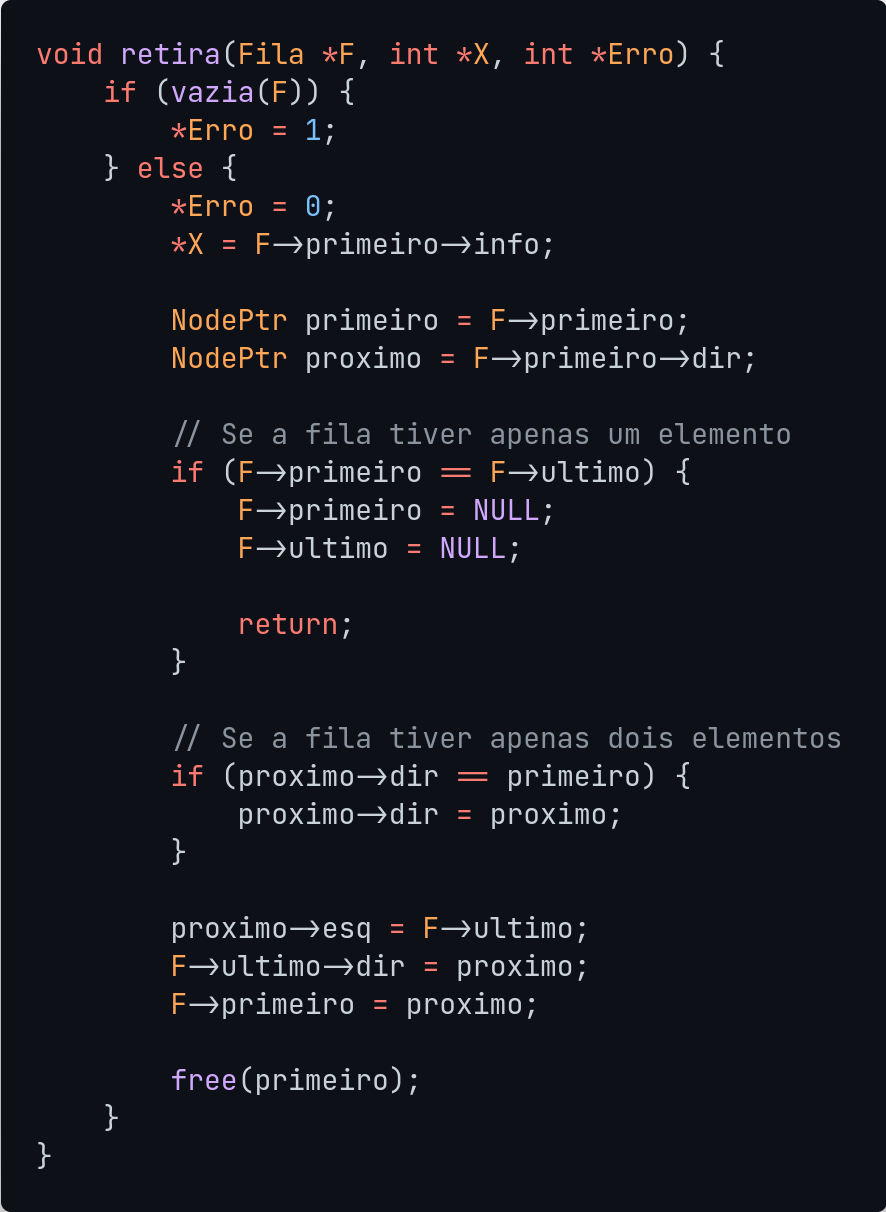 void retira(Fila *F, int *X, int *Erro) {
    if (vazia(F)) {
        *Erro = 1;
    } else {
        *Erro = 0;
        *X = F->primeiro->info;

        NodePtr primeiro = F->primeiro;
        NodePtr proximo = F->primeiro->dir;

        // Se a fila tiver apenas um elemento
        if (F->primeiro == F->ultimo) {
            F->primeiro = NULL;
            F->ultimo = NULL;

            return;
        }

        // Se a fila tiver apenas dois elementos
        if (proximo->dir == primeiro) {
            proximo->dir = proximo;
        }

        proximo->esq = F->ultimo;
        F->ultimo->dir = proximo;
        F->primeiro = proximo;

        free(primeiro);
    }
}